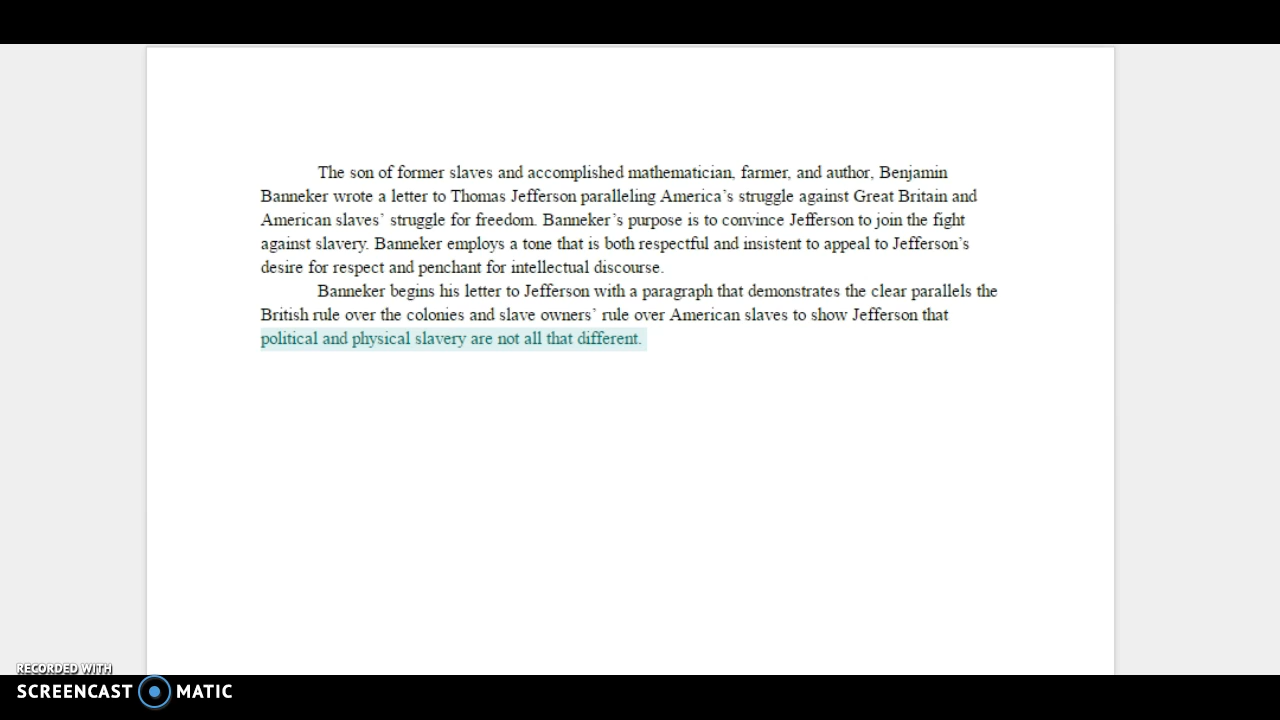 The son of former slaves and accomplished mathematician, farmer, and author, Benjamin
Banneker wrote a letter to Thomas Jefferson paralleling America's struggle against Great Britain and
American slaves' struggle for freedom. Banneker's purpose is to convince Jefferson to join the fight
against slavery. Banneker employs a tone that is both respectful and insistent to appeal to Jefferson's
desire for respect and penchant for intellectual discourse.
Banneker begins his letter to Jefferson with a paragraph that demonstrates the clear parallels the
British rule over the colonies and slave owners' rule over American slaves to show Jefferson that
political and physical slavery are not all that different.
RECORDED WITH
SCREENCAST MATIC